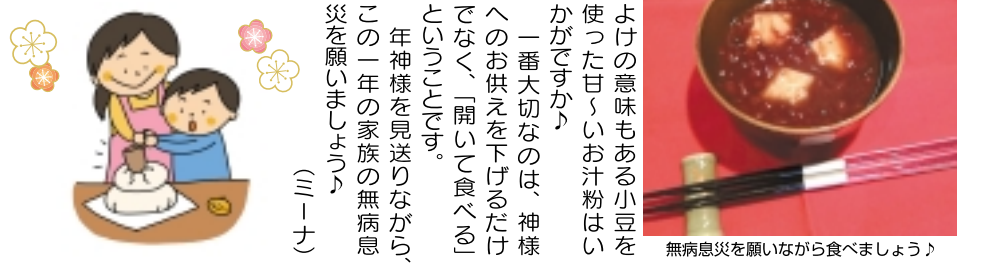 よけの意味もある小豆を
使った甘～いお汁粉はい
かがですか♪
一番大切なのは、神様
へのお供えを下げるだけ
でなく、「開いて食べる」
ということです。
年神様を見送りながら、
この一年の家族の無病息
災を願いましょう♪
（ミーナ）
無病息災を願いながら食べましょう♪